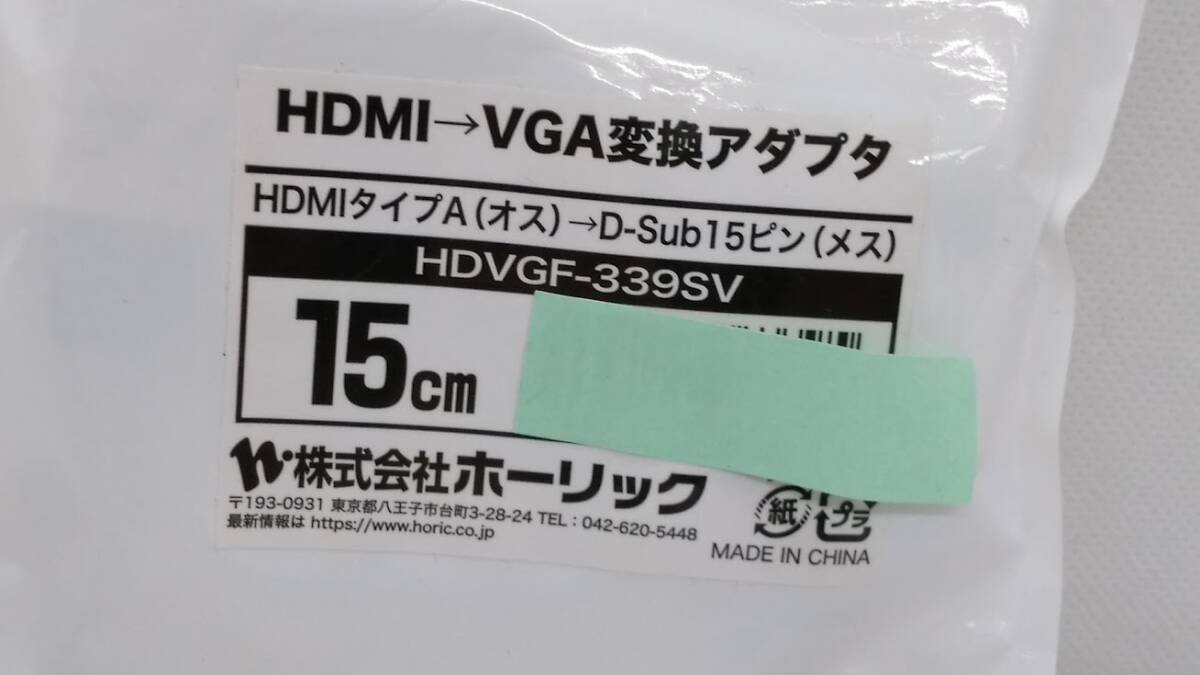 HDMI→VGA変換アダプタ
HDMIタイプA（オス）→D-Sub15ピン（メス）
HDVGF-339SV
15cm
株式会社ホーリック
〒193-0931 東京都八王子市台町3-28-24 TEL：042-620-5448
最新情報は https://www.horic.co.jp
紙
プラ
MADE IN CHINA